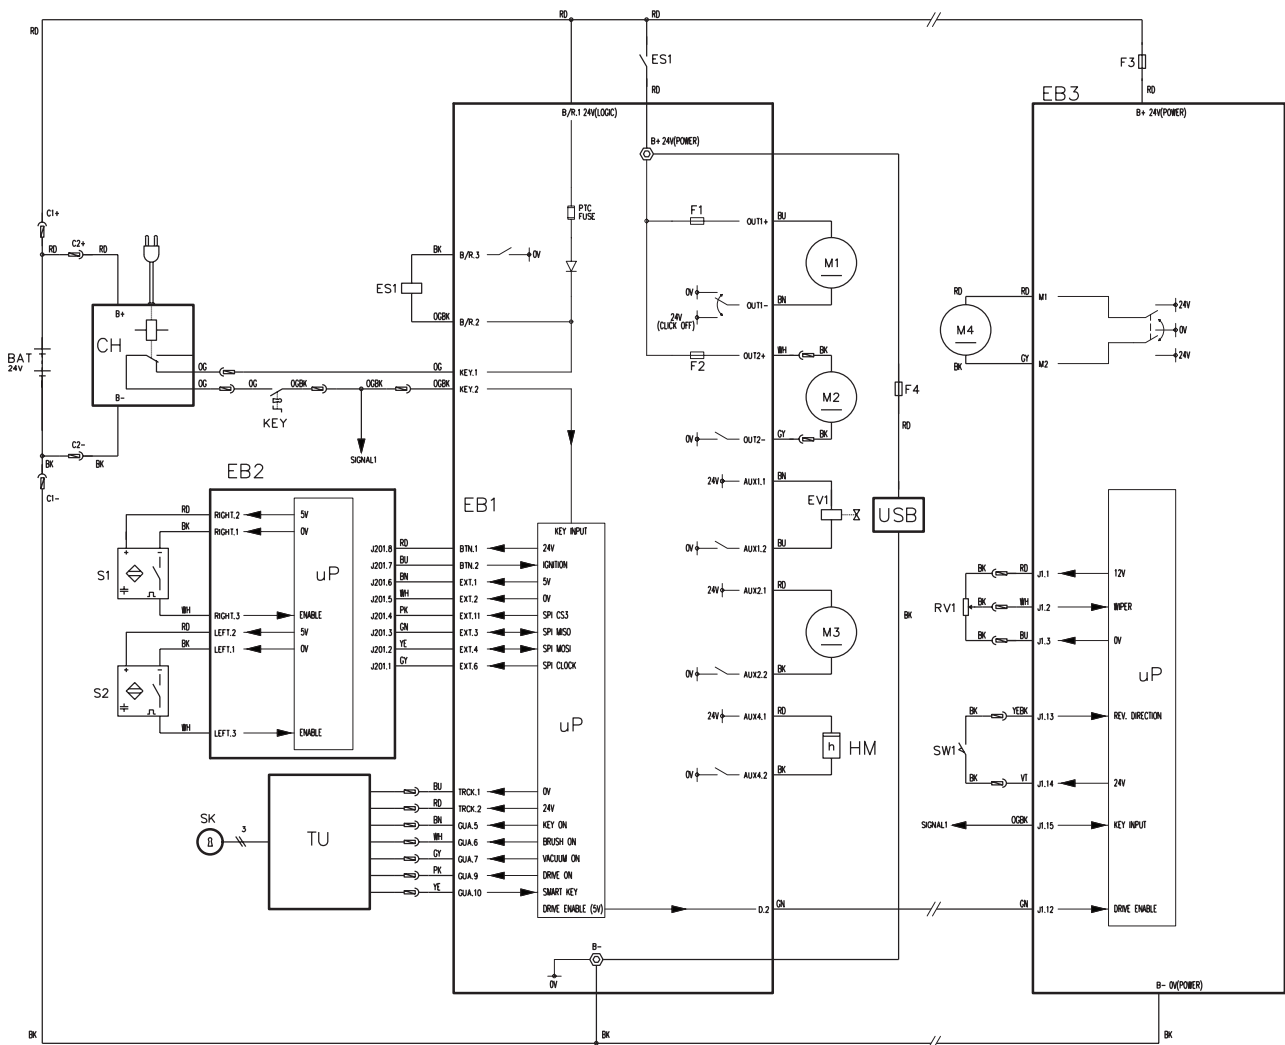 RD RD RD
RD
ES1
F3
RD RD
EB3
B/R.1 24V(LOGIC)
B+ 24V(POWER)
B+ 24V(POWER)
C1+
PTC
FUSE
F1
OUT1+ BU
RD C2+ RD
BK B/R.3 0V
M1
ES1
0V
OUT1- BN
24V
(CLICK OFF)
RD RD M1 24V
B+
OGBK B/R.2
M4 0V
CH
WH BK
OUT2+
F2
GY M2 24V
BK
BAT
24V
OG OG KEY.1
OG OG OGBK OGBK OGBK KEY.2
F4
M2
B-
KEY
RD
C2-
0V OUT2- GY BK
BK BK
SIGNAL1
EB2
24V AUX1.1 BN
C1-
EB1
EV1
USB
RD RIGHT.2 5V
BK RIGHT.1 0V
KEY INPUT
J201.8 RD BTN.1 24V
0V AUX1.2 BU
J201.7 BU BTN.2 IGNITION
uP
S1
J201.6 BN EXT.1 5V
BK RD J1.1 12V
24V AUX2.1 RD
J201.5 WH EXT.2 0V
RV1 BK WH J1.2 WIPER
WH RIGHT.3 ENABLE
J201.4 PK EXT.11 SPI CS3
BK
RD LEFT.2 5V
J201.3 GN EXT.3 SPI MISO
M3
BK BU J1.3 0V
BK LEFT.1 0V
J201.2 YE EXT.4 SPI MOSI
J201.1 GY EXT.6 SPI CLOCK
0V AUX2.2 BK
uP
S2
24V AUX4.1 RD
BK YEBK J1.13 REV. DIRECTION
uP
WH LEFT.3 ENABLE
h HM
SW1
0V AUX4.2 BK
BK VT J1.14 24V
BU TRCK.1 0V
RD TRCK.2 24V
SK
BN GUA.5 KEY ON
SIGNAL1 OGBK J1.15 KEY INPUT
3
TU
WH GUA.6 BRUSH ON
GY GUA.7 VACUUM ON
PK GUA.9 DRIVE ON
YE GUA.10 SMART KEY
DRIVE ENABLE (5V) D.2 GN GN J1.12 DRIVE ENABLE
B-
0V
B- 0V(POWER)
BK BK BK